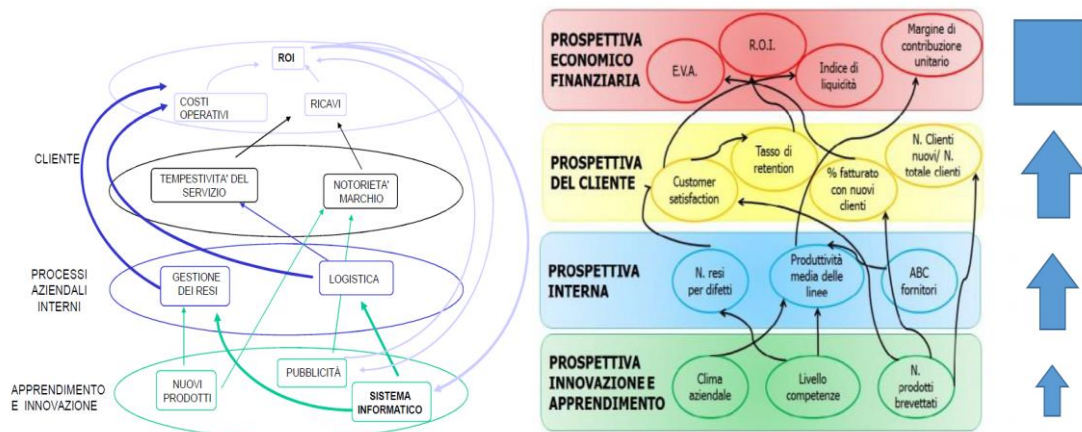 ROI
COSTI
OPERATIVI
RICAVI
CLIENTE
TEMPESTIVITA' DEL
SERVIZIO
NOTORIETA'
MARCHIO
PROCESSI
AZIENDALI
INTERNI
GESTIONE
DEI RESI
LOGISTICA
APPRENDIMENTO
E INNOVAZIONE
NUOVI
PRODOTTI
PUBBLICITÀ
SISTEMA
INFORMATICO
PROSPETTIVA
ECONOMICO
FINANZIARIA
E.V.A.
R.O.I.
Indice di
liquidità
Margine di
contribuzione
unitario
PROSPETTIVA
DEL CLIENTE
Customer
satisfaction
Tasso di
retention
% fatturato
con nuovi
clienti
N. Clienti
nuovi/ N.
totale clienti
PROSPETTIVA
INTERNA
N. resi
per difetti
Produttività
media delle
linee
ABC
fornitori
PROSPETTIVA
INNOVAZIONE E
APPRENDIMENTO
Clima
aziendale
Livello
competenze
N.
prodotti
brevettati